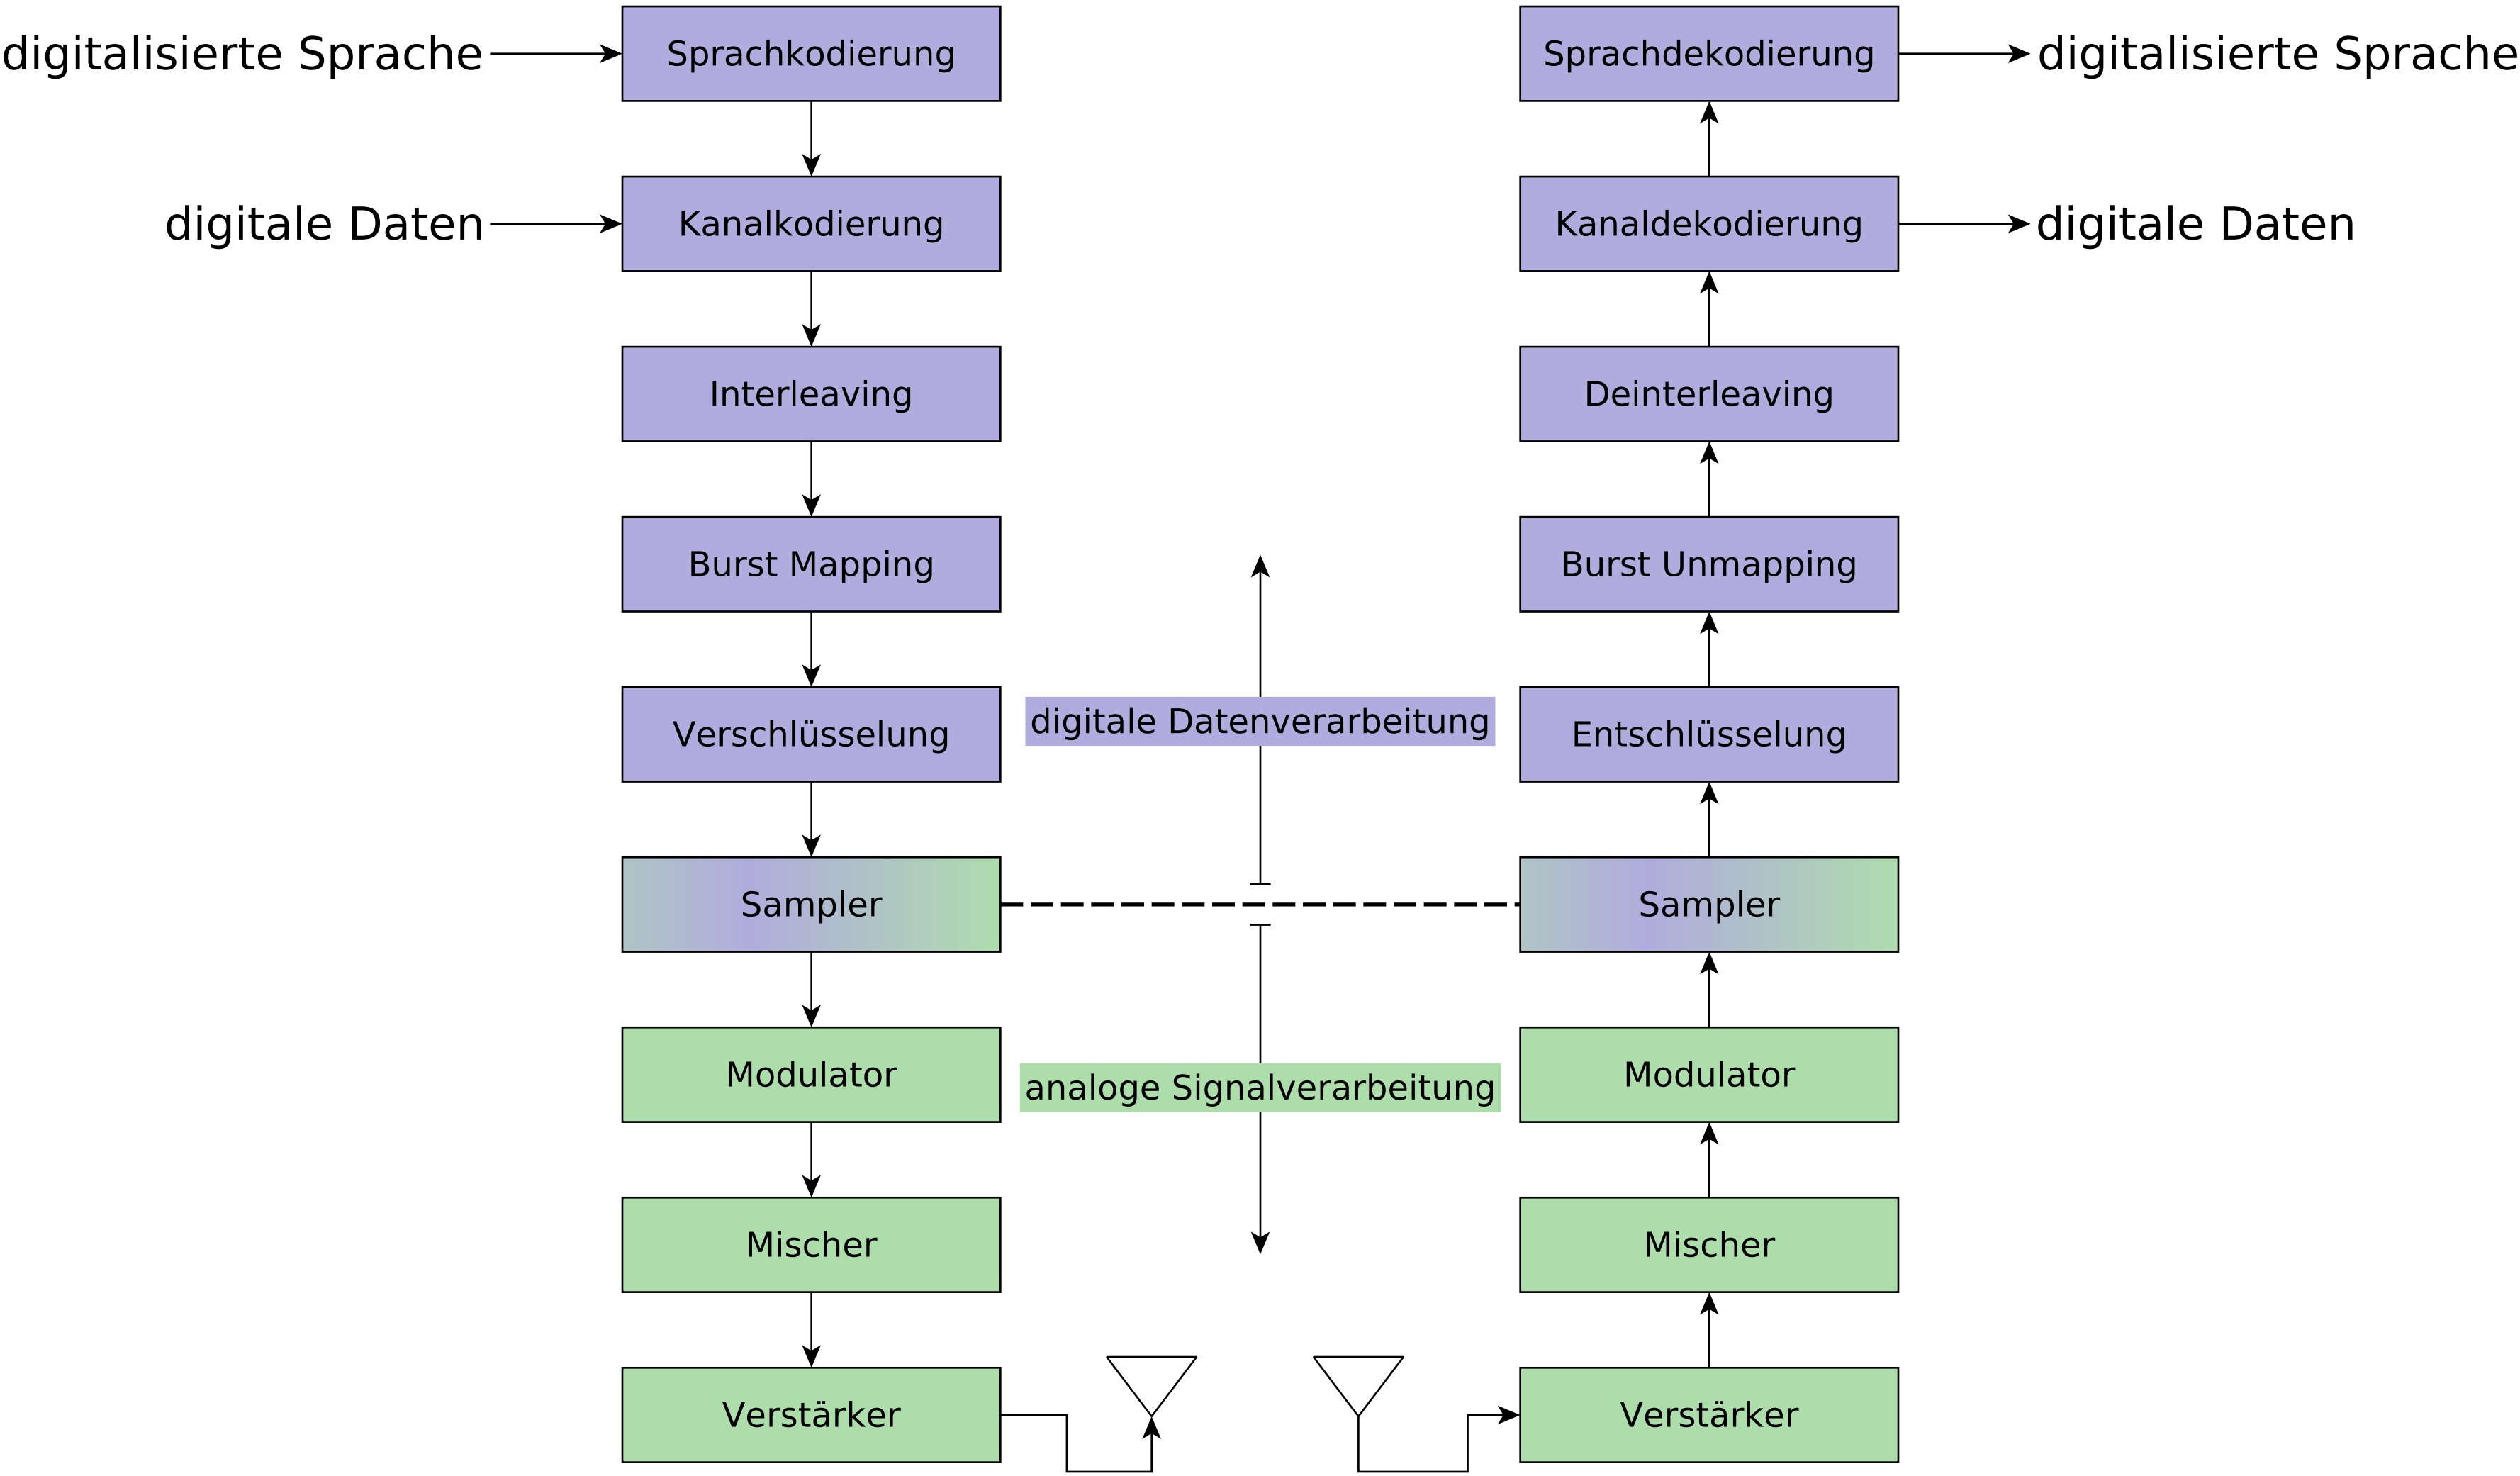 digitalisierte Sprache
Sprachkodierung
Sprachdekodierung
digitalisierte Sprache
digitale Daten
Kanalkodierung
Kanaldekodierung
digitale Daten
Interleaving
Deinterleaving
Burst Mapping
Burst Unmapping
Verschlüsselung
digitale Datenverarbeitung
Entschlüsselung
Sampler
Sampler
Modulator
analoge Signalverarbeitung
Modulator
Mischer
Mischer
Verstärker
Verstärker